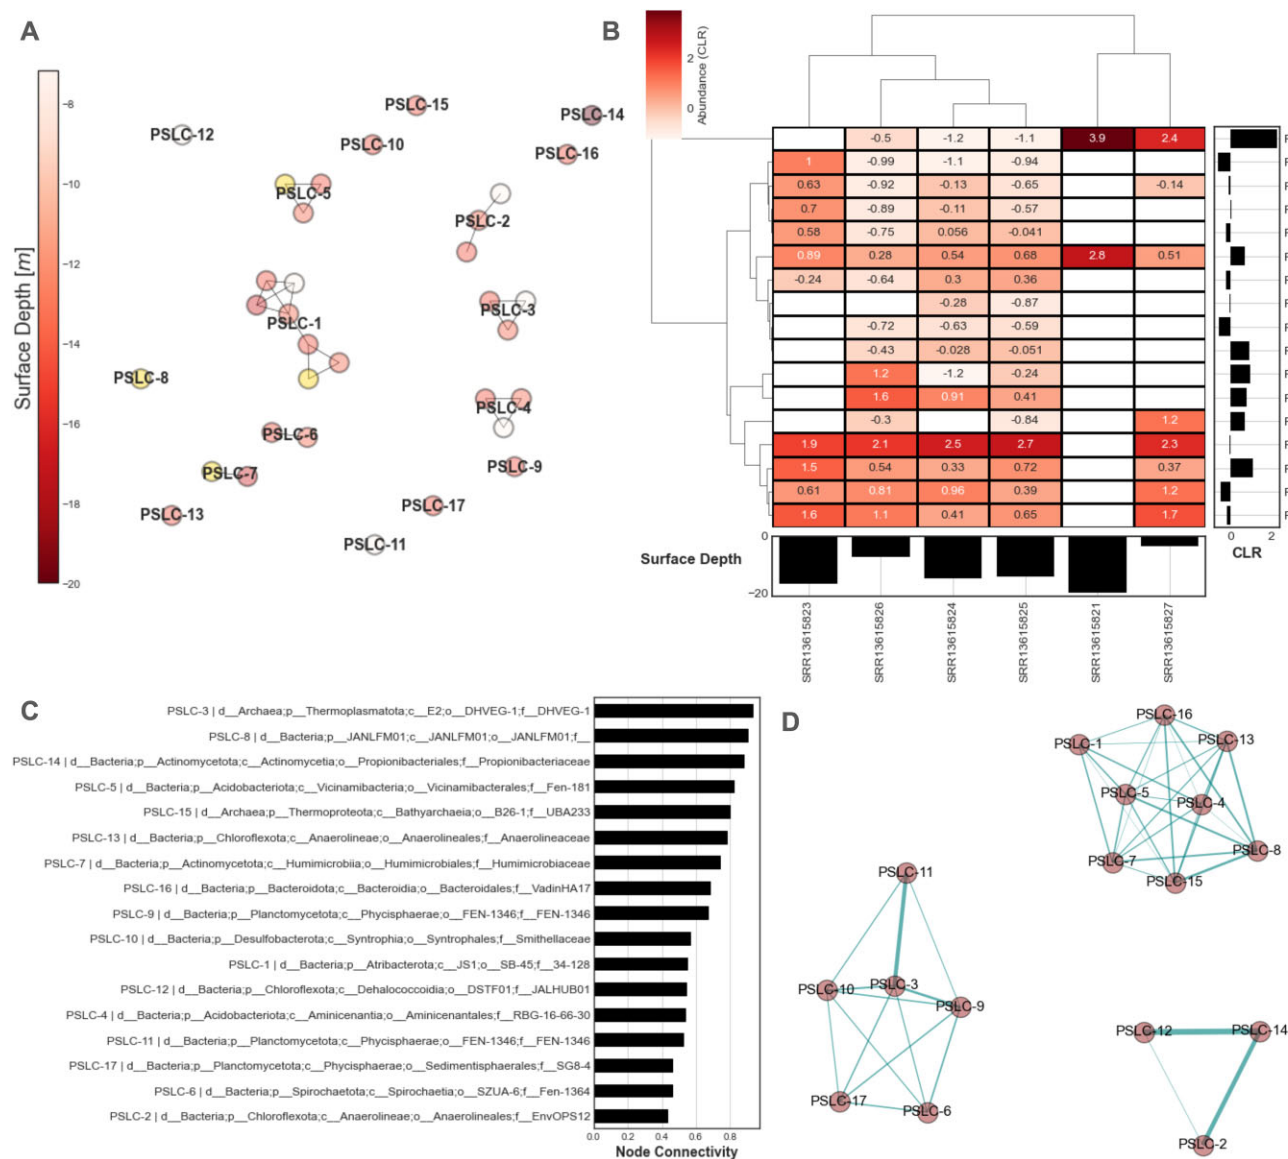 A
Surface Depth [m]
−8
−10
−12
−14
−16
−18
−20
PSLC-15
PSLC-14
PSLC-12
PSLC-10
PSLC-16
PSLC-5
PSLC-2
PSLC-3
PSLC-1
PSLC-8
PSLC-4
PSLC-6
PSLC-7
PSLC-9
PSLC-13
PSLC-17
PSLC-11
B
Abundance (CLR)
2
0
-0.5 -1.2 -1.1 3.9 2.4
1 -0.99 -1.1 -0.94
0.63 -0.92 -0.13 -0.65 -0.14
0.7 -0.89 -0.11 -0.57
0.58 -0.75 0.056 -0.041
0.89 0.28 0.54 0.68 2.8 0.51
-0.24 -0.64 0.3 0.36
-0.28 -0.87
-0.72 -0.63 -0.59
-0.43 -0.028 -0.051
1.2 -1.2 -0.24
1.6 0.91 0.41
-0.3 -0.84 1.2
1.9 2.1 2.5 2.7 2.3
1.5 0.54 0.33 0.72 0.37
0.61 0.81 0.96 0.39 1.2
1.6 1.1 0.41 0.65 1.7
0 2
CLR
Surface Depth
0
−20
SRR13615823
SRR13615826
SRR13615824
SRR13615825
SRR13615821
SRR13615827
C
PSLC-3 | d__Archaea;p__Thermoplasmatota;c__E2;o__DHVEG-1;f__DHVEG-1
PSLC-8 | d__Bacteria;p__JANLFM01;c__JANLFM01;o__JANLFM01;f__
PSLC-14 | d__Bacteria;p__Actinomycetota;c__Actinomycetia;o__Propionibacteriales;f__Propionibacteriaceae
PSLC-5 | d__Bacteria;p__Acidobacteriota;c__Vicinamibacteria;o__Vicinamibacterales;f__Fen-181
PSLC-15 | d__Archaea;p__Thermoproteota;c__Bathyarchaeia;o__B26-1;f__UBA233
PSLC-13 | d__Bacteria;p__Chloroflexota;c__Anaerolineae;o__Anaerolineales;f__Anaerolineaceae
PSLC-7 | d__Bacteria;p__Actinomycetota;c__Humimicrobiia;o__Humimicrobiales;f__Humimicrobiaceae
PSLC-16 | d__Bacteria;p__Bacteroidota;c__Bacteroidia;o__Bacteroidales;f__VadinHA17
PSLC-9 | d__Bacteria;p__Planctomycetota;c__Phycisphaerae;o__FEN-1346;f__FEN-1346
PSLC-10 | d__Bacteria;p__Desulfobacterota;c__Syntrophia;o__Syntrophales;f__Smithellaceae
PSLC-1 | d__Bacteria;p__Atribacterota;c__JS1;o__SB-45;f__34-128
PSLC-12 | d__Bacteria;p__Chloroflexota;c__Dehalococcoidia;o__DSTF01;f__JALHUB01
PSLC-4 | d__Bacteria;p__Acidobacteriota;c__Aminicenantia;o__Aminicenantales;f__RBG-16-66-30
PSLC-11 | d__Bacteria;p__Planctomycetota;c__Phycisphaerae;o__FEN-1346;f__FEN-1346
PSLC-17 | d__Bacteria;p__Planctomycetota;c__Phycisphaerae;o__Sedimentisphaerales;f__SG8-4
PSLC-6 | d__Bacteria;p__Spirochaetota;c__Spirochaetia;o__SZUA-6;f__Fen-1364
PSLC-2 | d__Bacteria;p__Chloroflexota;c__Anaerolineae;o__Anaerolineales;f__EnvOPS12
0.0 0.2 0.4 0.6 0.8
Node Connectivity
D
PSLC-16
PSLC-1
PSLC-13
PSLC-5
PSLC-4
PSLC-7
PSLC-8
PSLC-15
PSLC-11
PSLC-3
PSLC-10
PSLC-9
PSLC-17
PSLC-6
PSLC-12
PSLC-14
PSLC-2